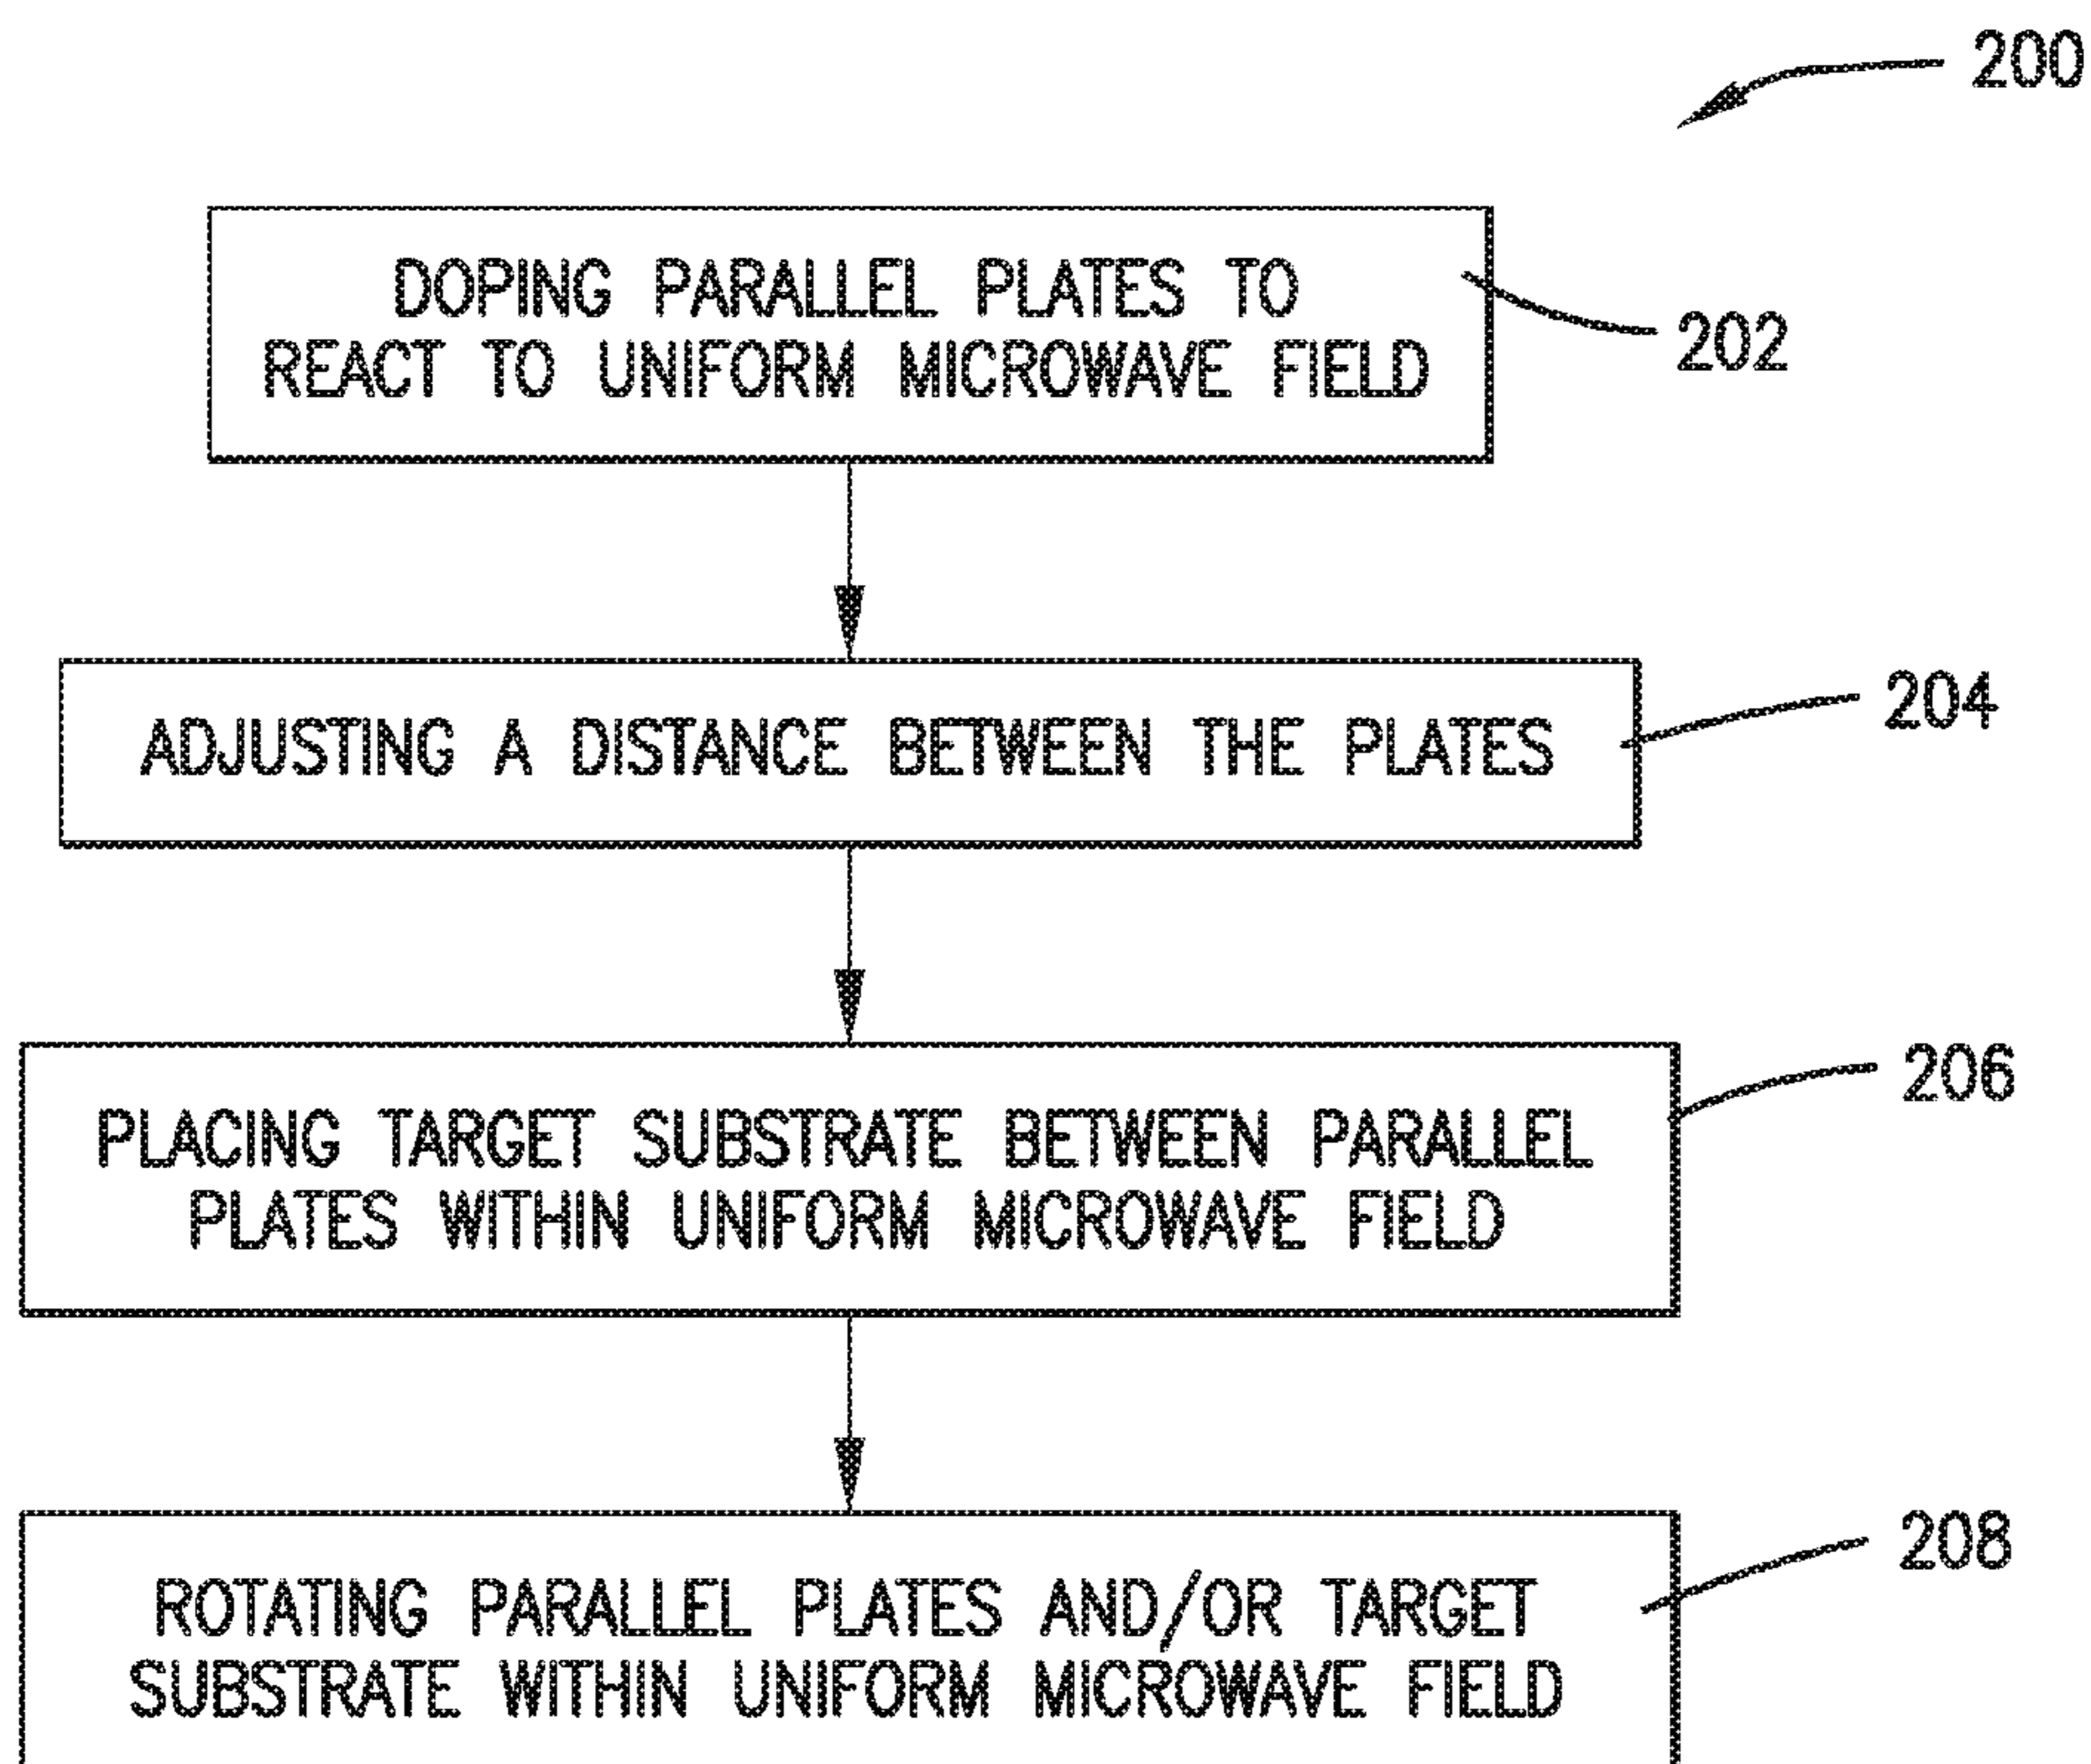 200
DOPING PARALLEL PLATES TO
REACT TO UNIFORM MICROWAVE FIELD
202
ADJUSTING A DISTANCE BETWEEN THE PLATES
204
PLACING TARGET SUBSTRATE BETWEEN PARALLEL
PLATES WITHIN UNIFORM MICROWAVE FIELD
206
ROTATING PARALLEL PLATES AND/OR TARGET
SUBSTRATE WITHIN UNIFORM MICROWAVE FIELD
208